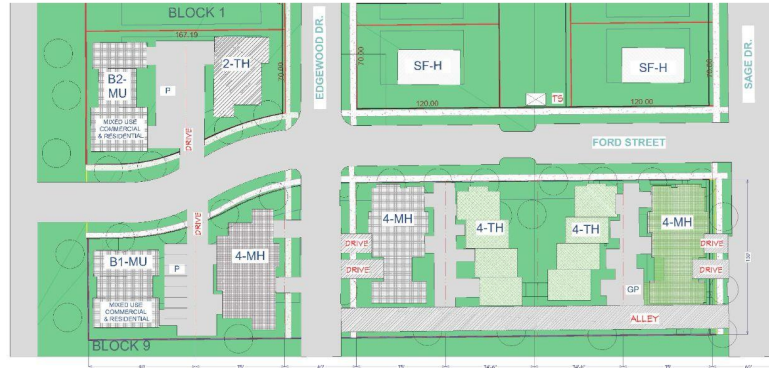 BLOCK 1
167.19
B2-
MU
P
2-TH
70.00
EDGEWOOD DR.
70.00
SF-H
SF-H
70.00
SAGE DR.
120.00
TS
120.00
MIXED USE
COMMERCIAL
& RESIDENTIAL
DRIVE
FORD STREET
DRIVE
B1-MU
P
4-MH
MIXED USE
COMMERCIAL
& RESIDENTIAL
BLOCK 9
4-MH
4-TH
4-TH
4-MH
DRIVE
DRIVE
DRIVE
DRIVE
GP
132
ALLEY